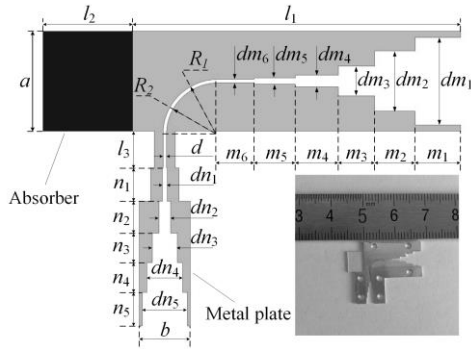 l2 l1
a
R2 R1
dm6 dm5 dm4 dm3 dm2 dm1
m6 m5 m4 m3 m2 m1
l3 d
Absorber
n1 dn1
n2 dn2
n3 dn3
n4 dn4
n5 dn5
b
Metal plate
3 4 5 6 7 8